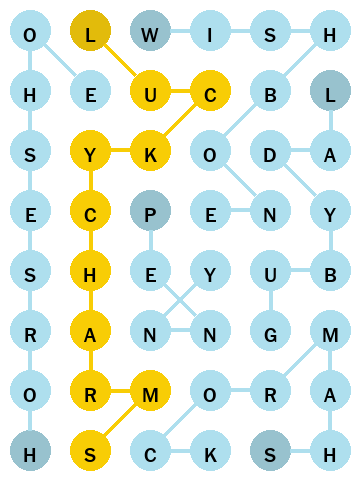 O L W I S H
H E U C B L
S Y K O D A
E C P E N Y
S H E Y U B
R A N N G M
O R M O R A
H S C K S H